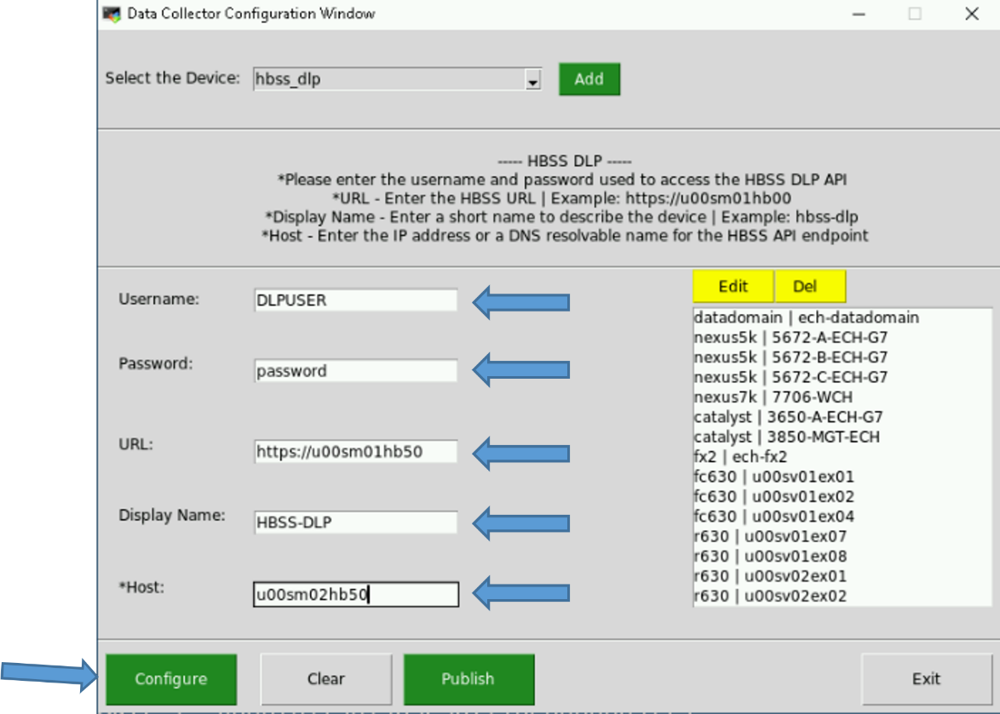 Data Collector Configuration Window
Select the Device: hbss_dlp Add
----- HBSS DLP -----
*Please enter the username and password used to access the HBSS DLP API
*URL - Enter the HBSS URL | Example: https://u00sm01hb00
*Display Name - Enter a short name to describe the device | Example: hbss-dlp
*Host - Enter the IP address or a DNS resolvable name for the HBSS API endpoint
Username: DLPUSER
Password: password
URL: https://u00sm01hb50
Display Name: HBSS-DLP
*Host: u00sm02hb50
Edit Del
datadomain | ech-datadomain
nexus5k | 5672-A-ECH-G7
nexus5k | 5672-B-ECH-G7
nexus5k | 5672-C-ECH-G7
nexus7k | 7706-WCH
catalyst | 3650-A-ECH-G7
catalyst | 3850-MGT-ECH
fx2 | ech-fx2
fc630 | u00sv01ex01
fc630 | u00sv01ex02
fc630 | u00sv01ex04
r630 | u00sv01ex07
r630 | u00sv01ex08
r630 | u00sv02ex01
r630 | u00sv02ex02
Configure Clear Publish Exit